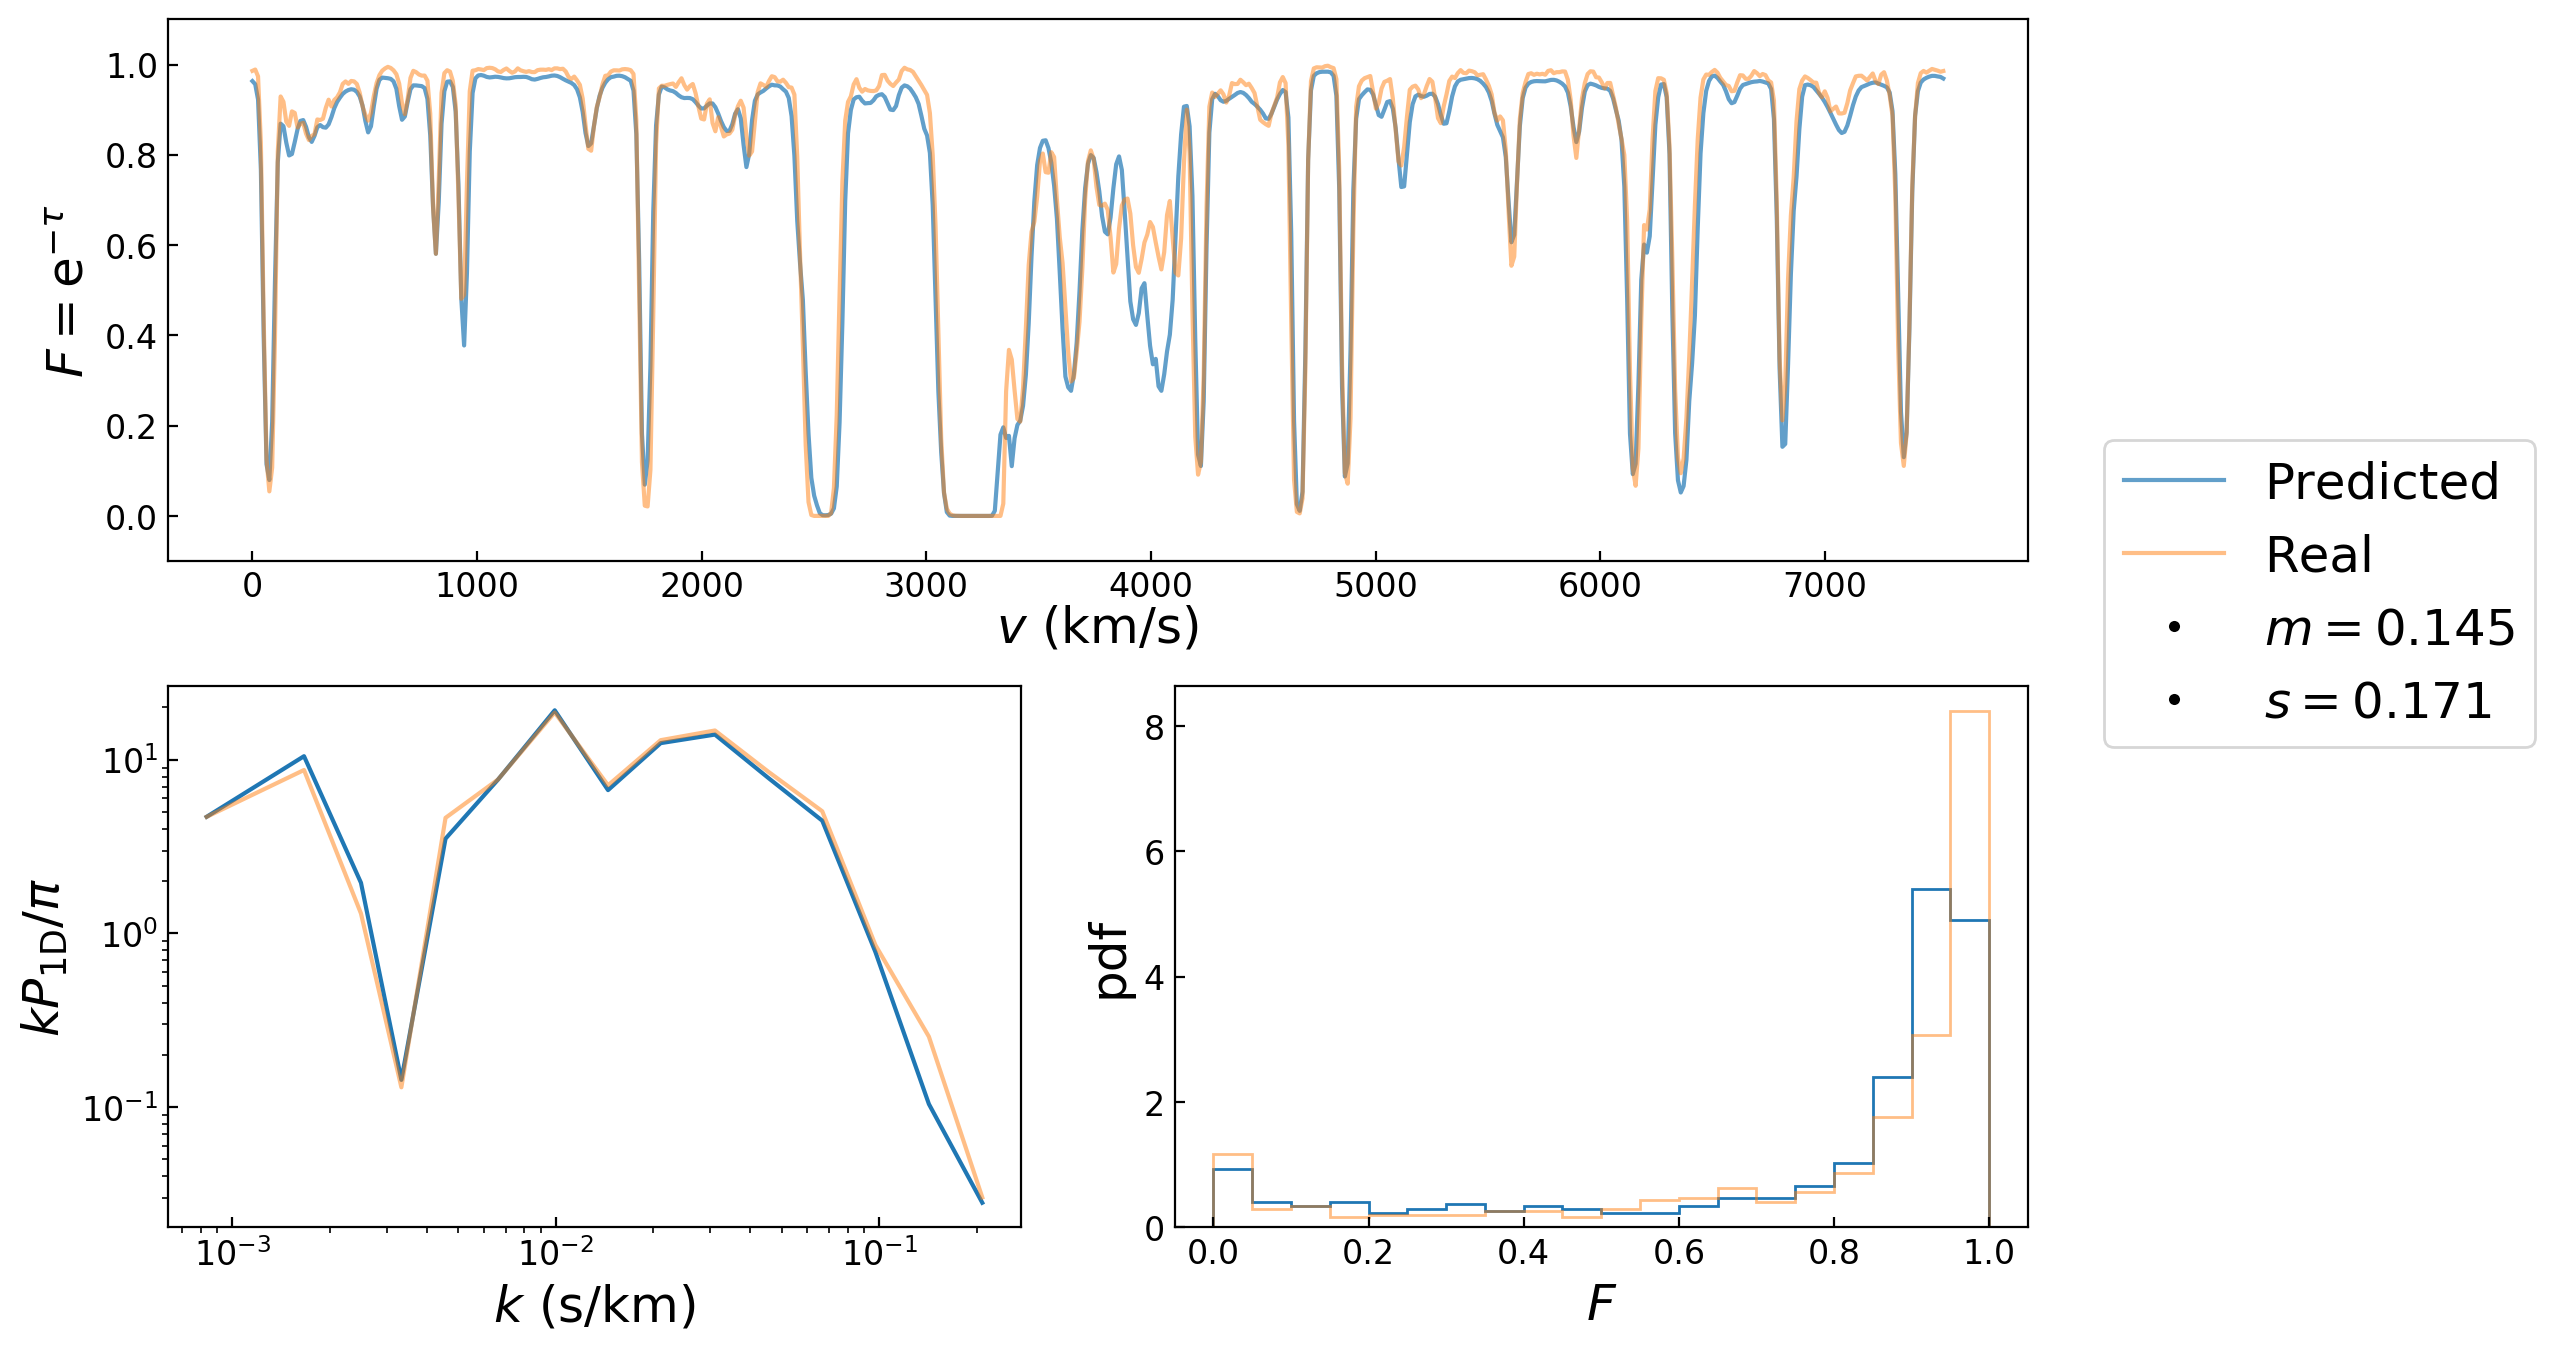 F = e^{−τ}
1.0
0.8
0.6
0.4
0.2
0.0
0 1000 2000 3000 4000 5000 6000 7000
v (km/s)
Predicted
Real
m = 0.145
s = 0.171
kP_{1D}/π
10^1
10^0
10^{−1}
10^{−3} 10^{−2} 10^{−1}
k (s/km)
pdf
8
6
4
2
0
0.0 0.2 0.4 0.6 0.8 1.0
F